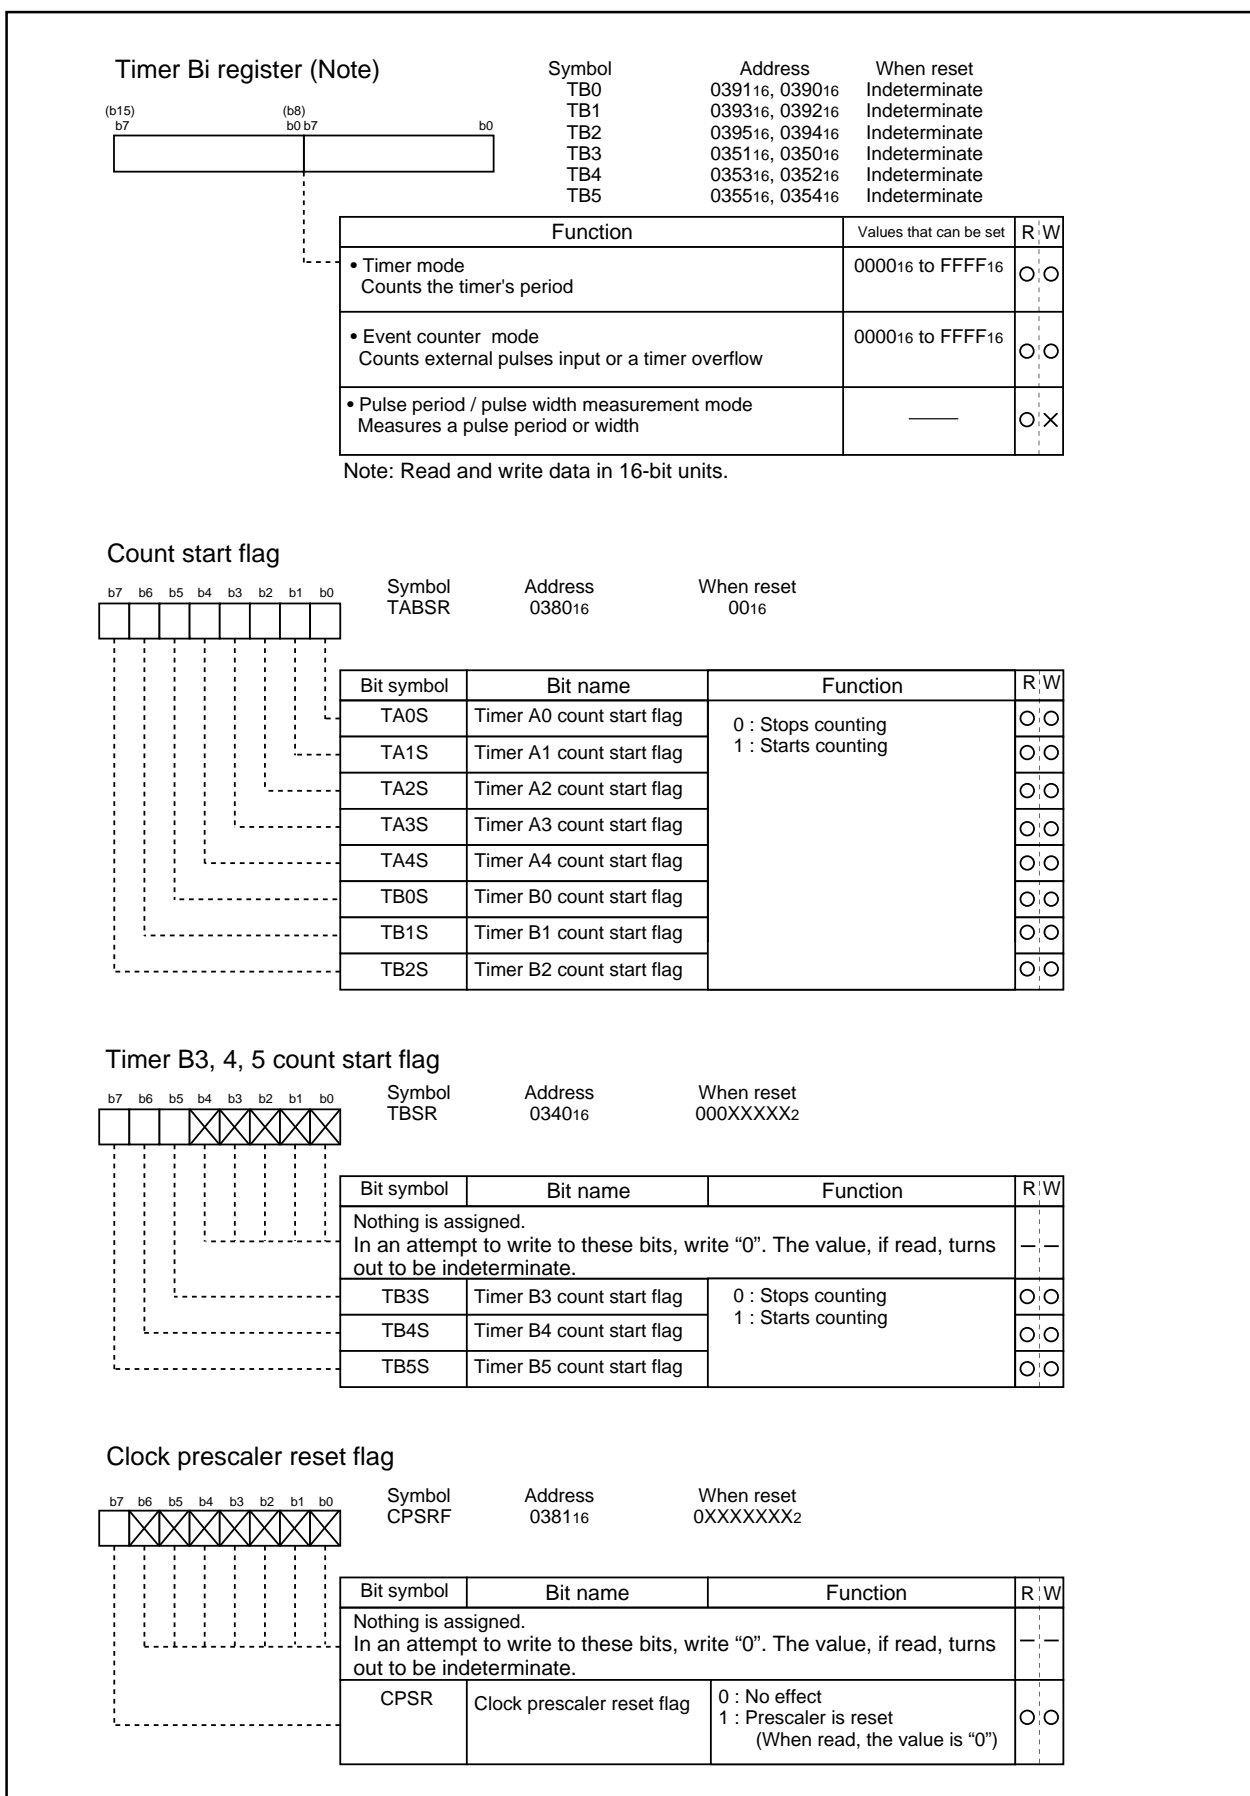 Timer Bi register (Note)
Symbol Address When reset
TB0 039116, 039016 Indeterminate
TB1 039316, 039216 Indeterminate
TB2 039516, 039416 Indeterminate
TB3 035116, 035016 Indeterminate
TB4 035316, 035216 Indeterminate
TB5 035516, 035416 Indeterminate
(b15) (b8)
b7 b0 b7 b0
Function Values that can be set R W
• Timer mode 000016 to FFFF16
Counts the timer's period
• Event counter mode 000016 to FFFF16
Counts external pulses input or a timer overflow
• Pulse period / pulse width measurement mode
Measures a pulse period or width
Note: Read and write data in 16-bit units.
Count start flag
Symbol Address When reset
TABSR 038016 0016
b7 b6 b5 b4 b3 b2 b1 b0
Bit symbol Bit name Function R W
TA0S Timer A0 count start flag 0 : Stops counting
TA1S Timer A1 count start flag 1 : Starts counting
TA2S Timer A2 count start flag
TA3S Timer A3 count start flag
TA4S Timer A4 count start flag
TB0S Timer B0 count start flag
TB1S Timer B1 count start flag
TB2S Timer B2 count start flag
Timer B3, 4, 5 count start flag
Symbol Address When reset
TBSR 034016 000XXXXX2
b7 b6 b5 b4 b3 b2 b1 b0
Bit symbol Bit name Function R W
Nothing is assigned.
In an attempt to write to these bits, write “0”. The value, if read, turns
out to be indeterminate.
TB3S Timer B3 count start flag 0 : Stops counting
TB4S Timer B4 count start flag 1 : Starts counting
TB5S Timer B5 count start flag
Clock prescaler reset flag
Symbol Address When reset
CPSRF 038116 0XXXXXXX2
b7 b6 b5 b4 b3 b2 b1 b0
Bit symbol Bit name Function R W
Nothing is assigned.
In an attempt to write to these bits, write “0”. The value, if read, turns
out to be indeterminate.
CPSR Clock prescaler reset flag 0 : No effect
1 : Prescaler is reset
(When read, the value is “0”)